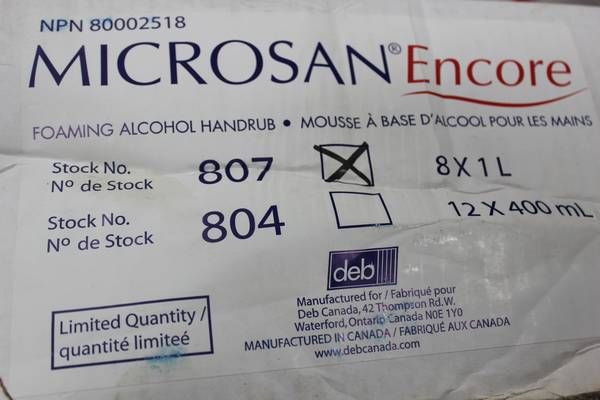 NPN 80002518
MICROSAN® Encore
FOAMING ALCOHOL HANDRUB • MOUSSE À BASE D'ALCOOL POUR LES MAINS
Stock No. 807 8 X 1 L
Nº de Stock
Stock No. 804 12 X 400 mL
Nº de Stock
deb
Manufactured for / Fabriqué pour
Deb Canada, 42 Thompson Rd. W.
Waterford, Ontario Canada N0E 1Y0
MANUFACTURED IN CANADA / FABRIQUÉ AUX CANADA
www.debcanada.com
Limited Quantity /
quantité limiteé